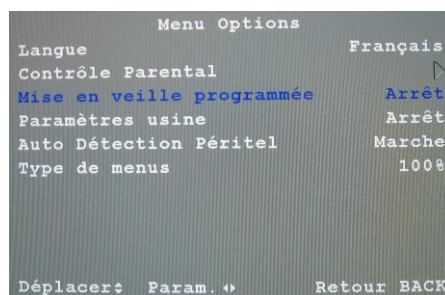 Menu Options
Langue Français
Contrôle Parental
Mise en veille programmée Arrêt
Paramètres usine Arrêt
Auto Détection Péritel Marche
Type de menus 100%
Déplacer Param. Retour BACK